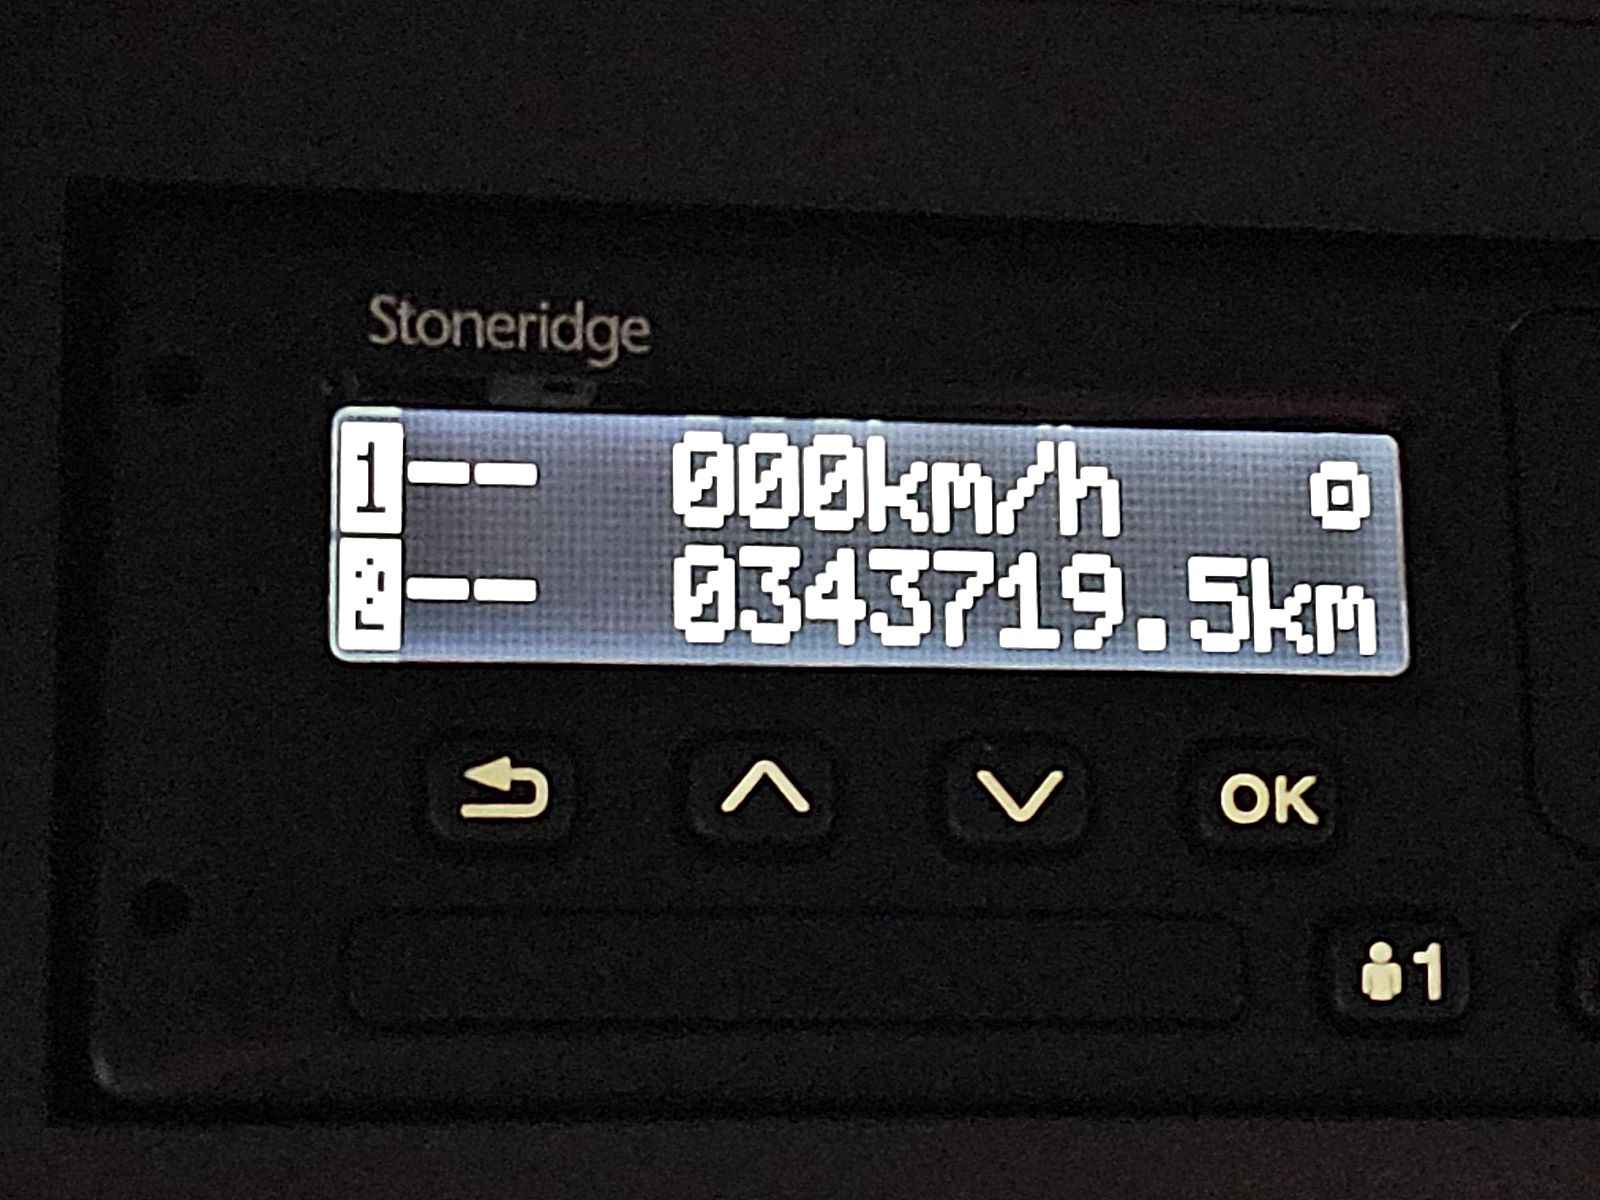 Stoneridge
1 -- 000km/h
2 -- 0343719.5km
OK
1